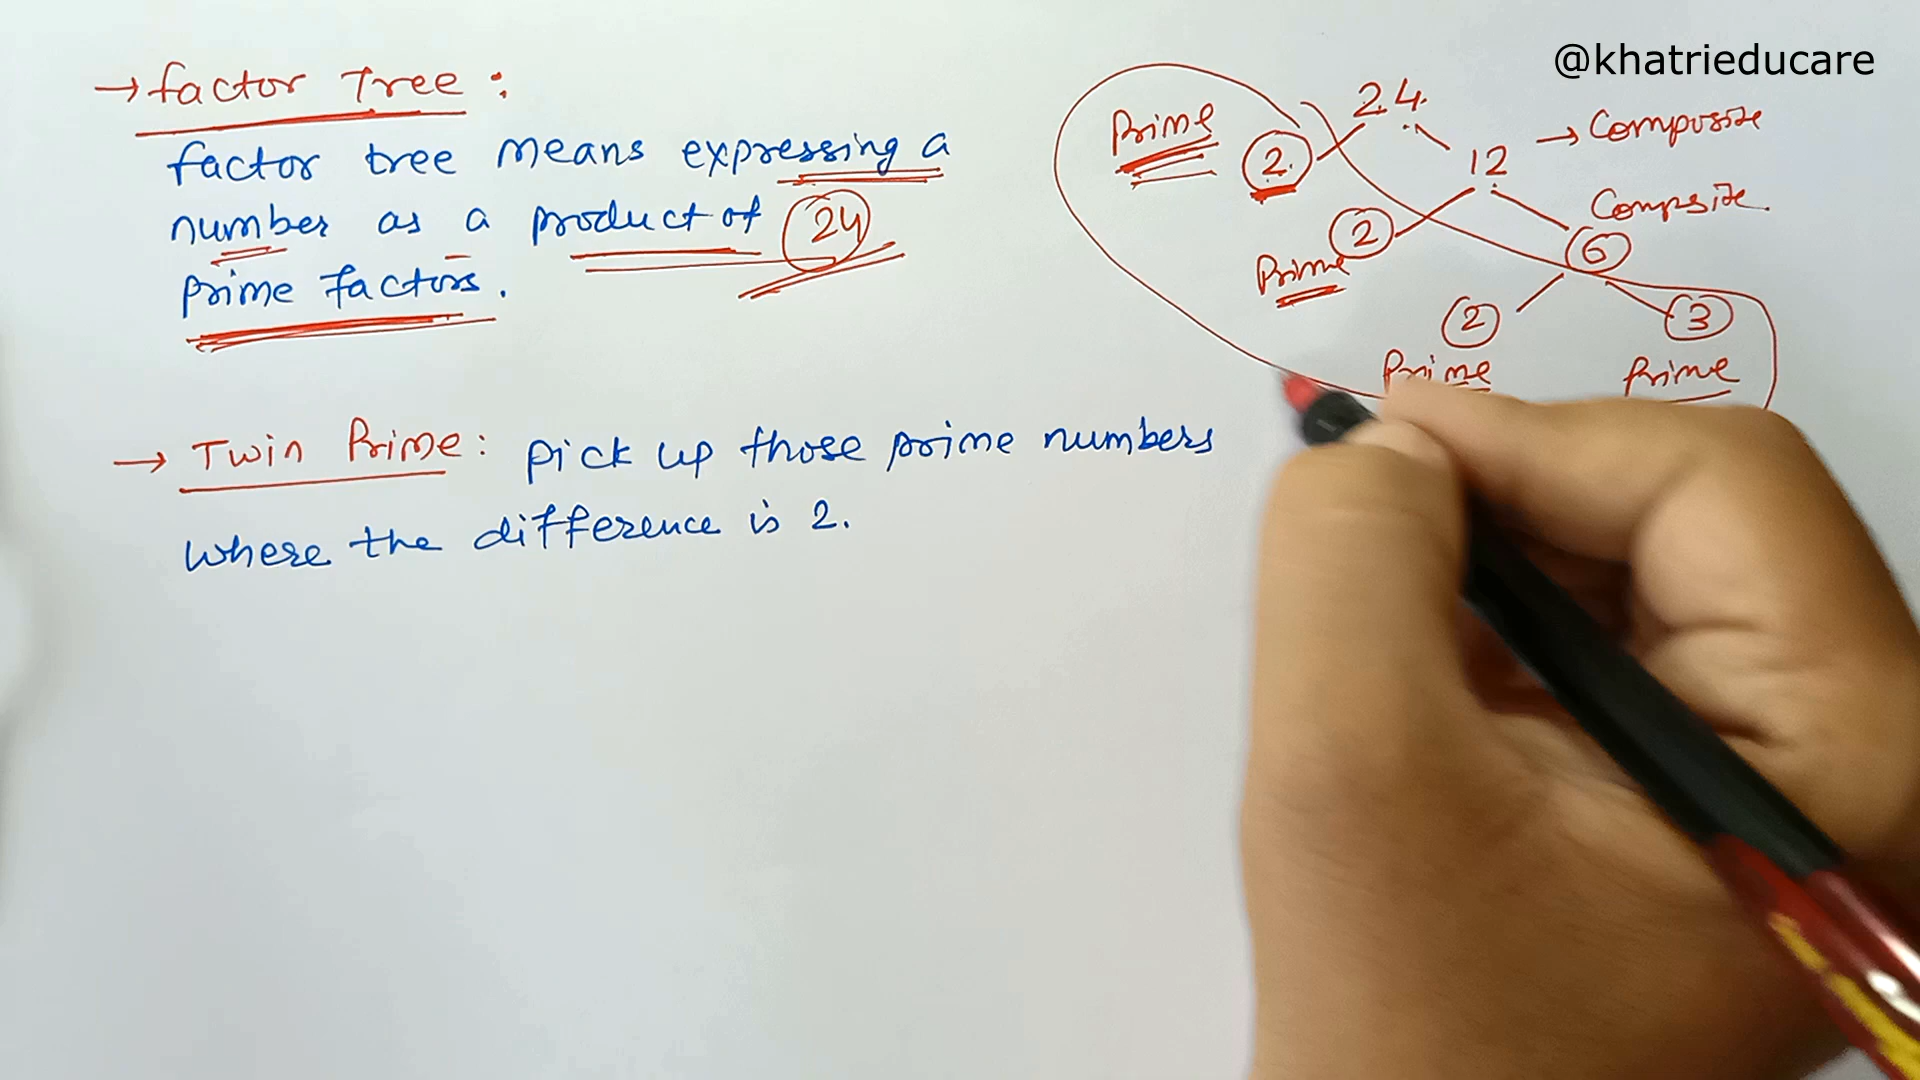 @khatrieducare
→ factor Tree :
factor tree means expressing a
number as a product of 24
prime factors.
24
Prime 2 12 → Composite
Prime 2 6 Compsite
2 3
Prime Prime
→ Twin Prime : Pick up those prime numbers
where the difference is 2.